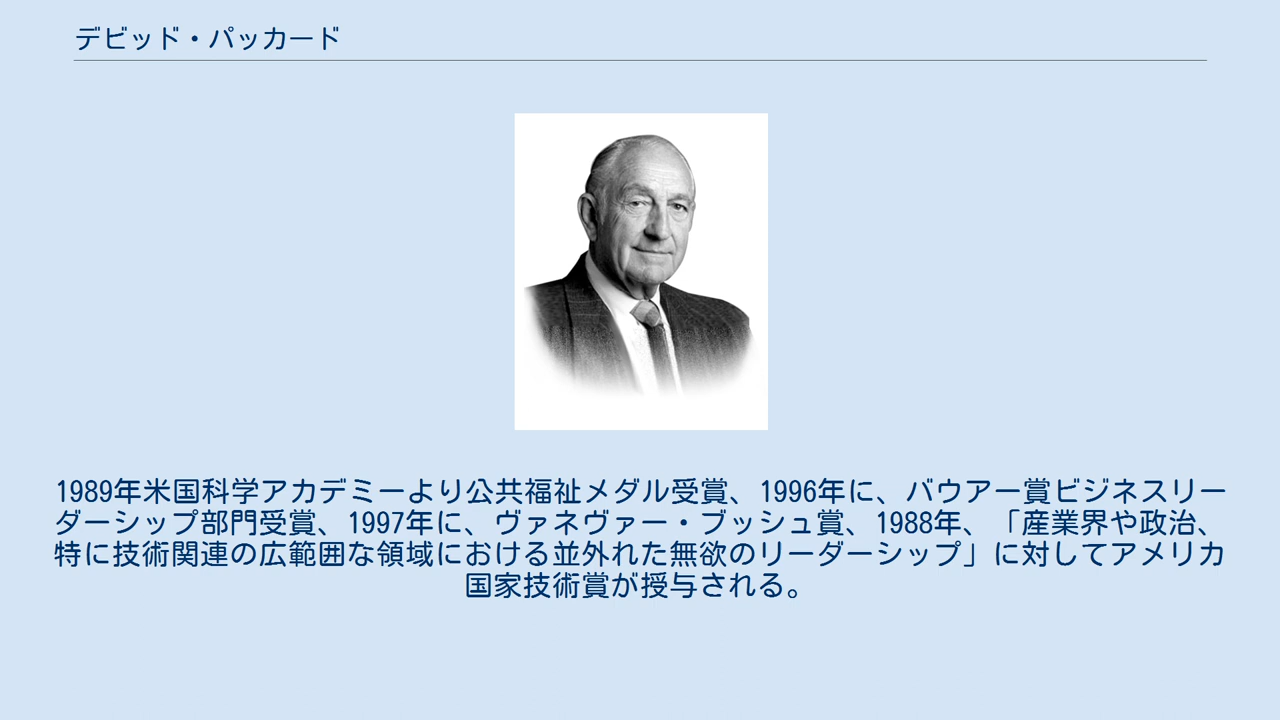 デビッド・パッカード
1989年米国科学アカデミーより公共福祉メダル受賞、1996年に、バウアー賞ビジネスリー
ダーシップ部門受賞、1997年に、ヴァネヴァー・ブッシュ賞、1988年、「産業界や政治、
特に技術関連の広範囲な領域における並外れた無欲のリーダーシップ」に対してアメリカ
国家技術賞が授与される。